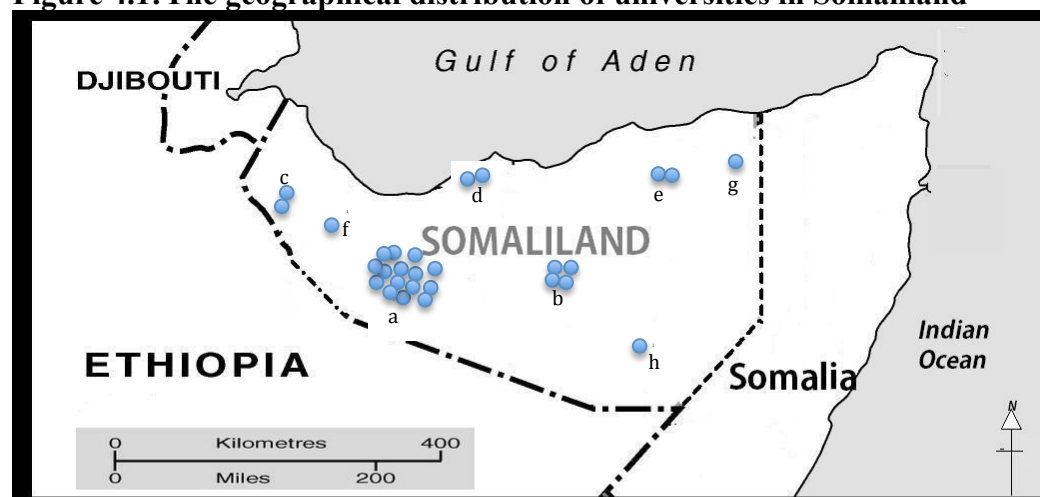 Figure 4.1: The geographical distribution of universities in Somaliland
Gulf of Aden
DJIBOUTI
c
d
e
g
f
SOMALILAND
b
a
h
Indian
Ocean
ETHIOPIA
Somalia
N
0 Kilometres 400
0 Miles 200